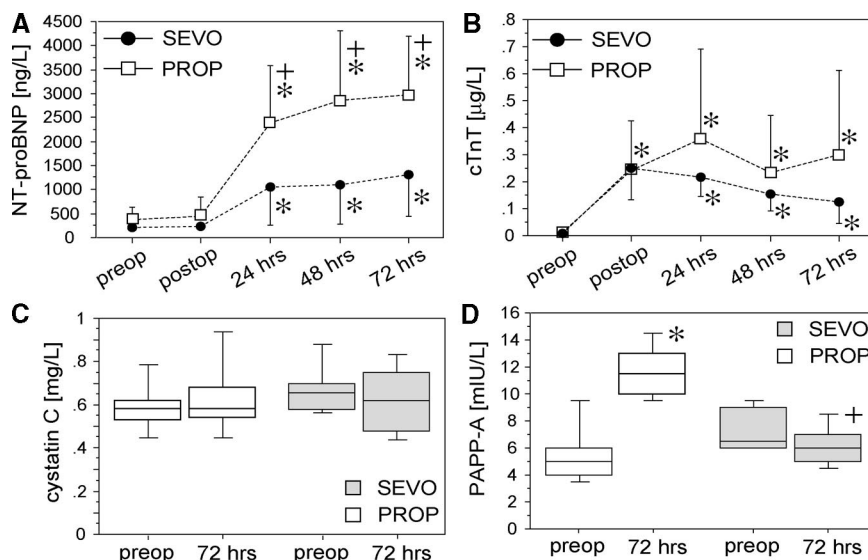 A
NT-proBNP [ng/L]
4500
4000
3500
3000
2500
2000
1500
1000
500
0
SEVO
PROP
+
*
+
*
+
*
*
*
*
preop
postop
24 hrs
48 hrs
72 hrs
B
cTnT [µg/L]
.8
.7
.6
.5
.4
.3
.2
.1
.0
SEVO
PROP
*
*
*
*
*
*
*
preop
postop
24 hrs
48 hrs
72 hrs
C
cystatin C [mg/L]
1
.8
.6
.4
.2
0
SEVO
PROP
preop
72 hrs
preop
72 hrs
D
PAPP-A [mIU/L]
16
14
12
10
8
6
4
2
0
SEVO
PROP
*
+
preop
72 hrs
preop
72 hrs